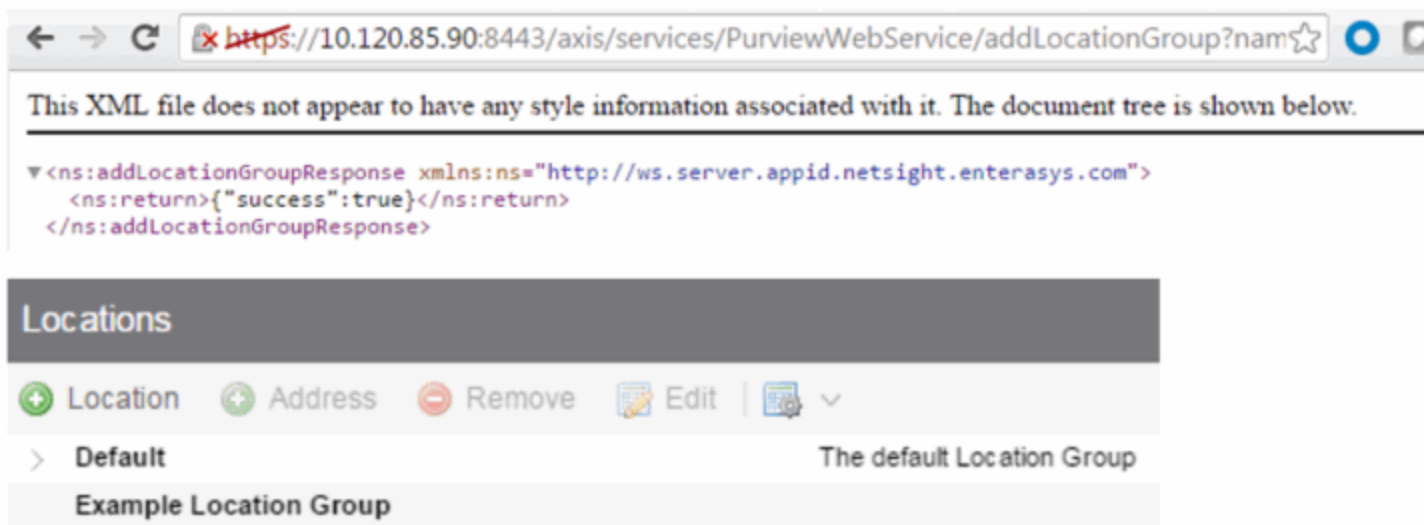 https://10.120.85.90:8443/axis/services/PurviewWebService/addLocationGroup?nam
This XML file does not appear to have any style information associated with it. The document tree is shown below.
▼<ns:addLocationGroupResponse xmlns:ns="http://ws.server.appid.netsight.enterasys.com">
<ns:return>{"success":true}</ns:return>
</ns:addLocationGroupResponse>
Locations
Location Address Remove Edit
Default The default Location Group
Example Location Group